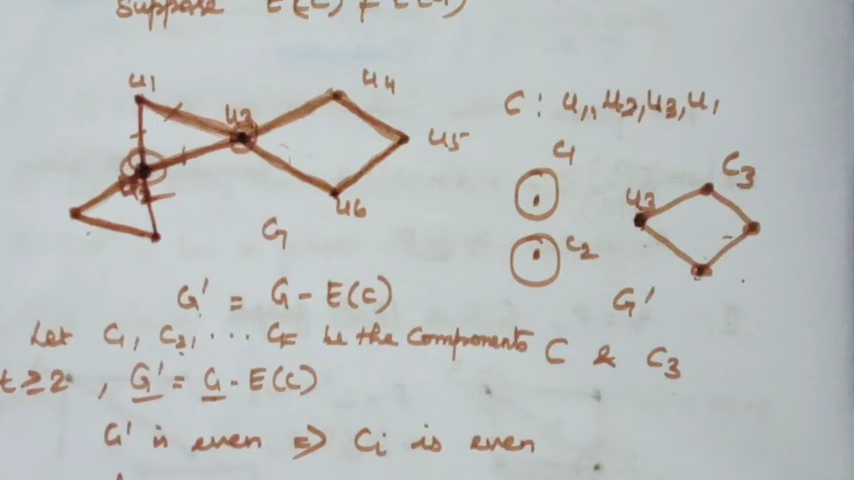 Suppose E(C) ≠ E(G)
u1
u4
u3
u5
C : u1, u2, u3, u1
u2
u6
G
C1
C2
u3
C3
G'
G' = G - E(C)
Let C1, C2, ... Ct be the components C & C3
t ≥ 2 , G' = G - E(C)
G' is even ⇒ Ci is even